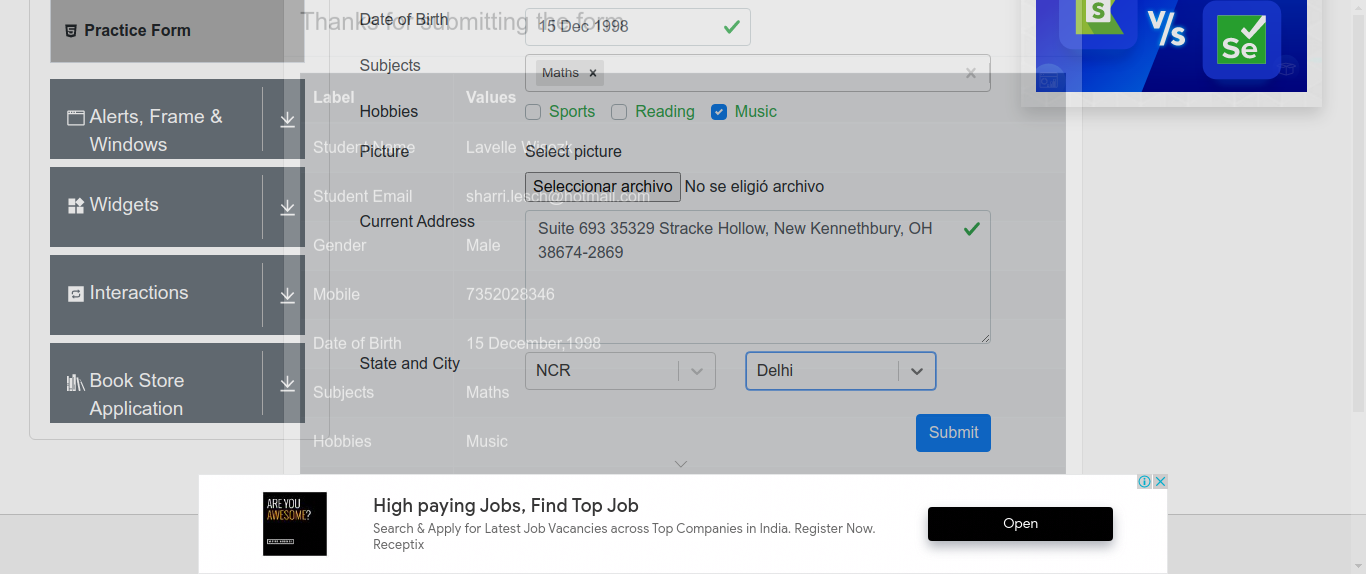 Practice Form
Alerts, Frame &
Windows
Widgets
Interactions
Book Store
Application
Thanks for submitting the form
Date of Birth
15 Dec 1998
Subjects
Maths ×
Hobbies
Sports
Reading
Music
Picture
Select picture
Seleccionar archivo
No se eligió archivo
Current Address
Suite 693 35329 Stracke Hollow, New Kennethbury, OH
38674-2869
State and City
NCR
Delhi
Submit
Label Values
Student Name Lavelle
Student Email sharri.lesch@hotmail.com
Gender Male
Mobile 7352028346
Date of Birth 15 December,1998
Subjects Maths
Hobbies Music
S
V/s
Se
ARE YOU
AWESOME?
High paying Jobs, Find Top Job
Search & Apply for Latest Job Vacancies across Top Companies in India. Register Now.
Receptix
Open